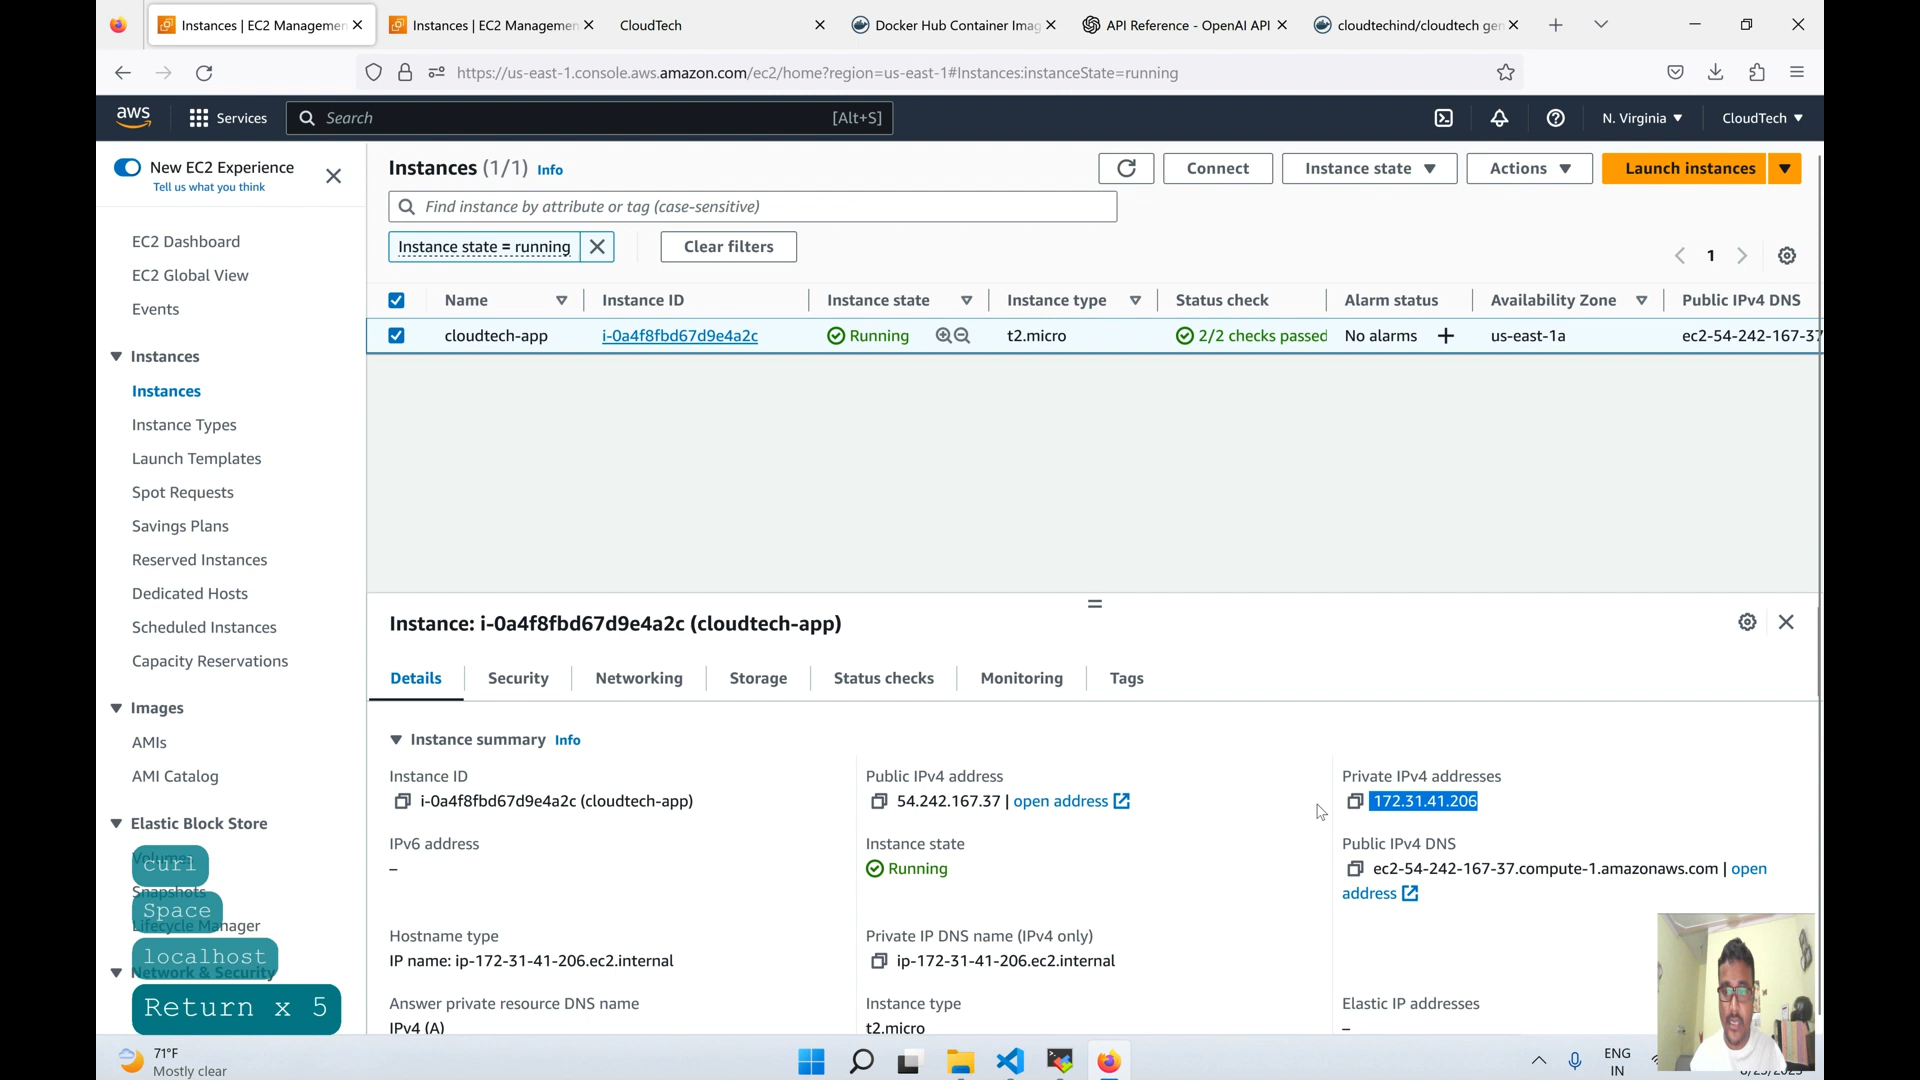 Instances | EC2 Managemen
Instances | EC2 Managemen
CloudTech
Docker Hub Container Imag
API Reference - OpenAI API
cloudtechind/cloudtech gen
https://us-east-1.console.aws.amazon.com/ec2/home?region=us-east-1#Instances:instanceState=running
aws
Services
Search
[Alt+S]
N. Virginia
CloudTech
New EC2 Experience
Tell us what you think
EC2 Dashboard
EC2 Global View
Events
Instances
Instances
Instance Types
Launch Templates
Spot Requests
Savings Plans
Reserved Instances
Dedicated Hosts
Scheduled Instances
Capacity Reservations
Images
AMIs
AMI Catalog
Elastic Block Store
Snapshots
Lifecycle Manager
Network & Security
curl
Space
localhost
Return x 5
Instances (1/1) Info
Connect
Instance state
Actions
Launch instances
Find instance by attribute or tag (case-sensitive)
Instance state = running
Clear filters
1
Name Instance ID Instance state Instance type Status check Alarm status Availability Zone Public IPv4 DNS
cloudtech-app i-0a4f8fbd67d9e4a2c Running t2.micro 2/2 checks passed No alarms us-east-1a ec2-54-242-167-37
Instance: i-0a4f8fbd67d9e4a2c (cloudtech-app)
Details Security Networking Storage Status checks Monitoring Tags
Instance summary Info
Instance ID
i-0a4f8fbd67d9e4a2c (cloudtech-app)
Public IPv4 address
54.242.167.37 | open address
Private IPv4 addresses
172.31.41.206
IPv6 address
–
Instance state
Running
Public IPv4 DNS
ec2-54-242-167-37.compute-1.amazonaws.com | open
address
Hostname type
IP name: ip-172-31-41-206.ec2.internal
Private IP DNS name (IPv4 only)
ip-172-31-41-206.ec2.internal
Answer private resource DNS name
IPv4 (A)
Instance type
t2.micro
Elastic IP addresses
–
71°F
Mostly clear
ENG
IN